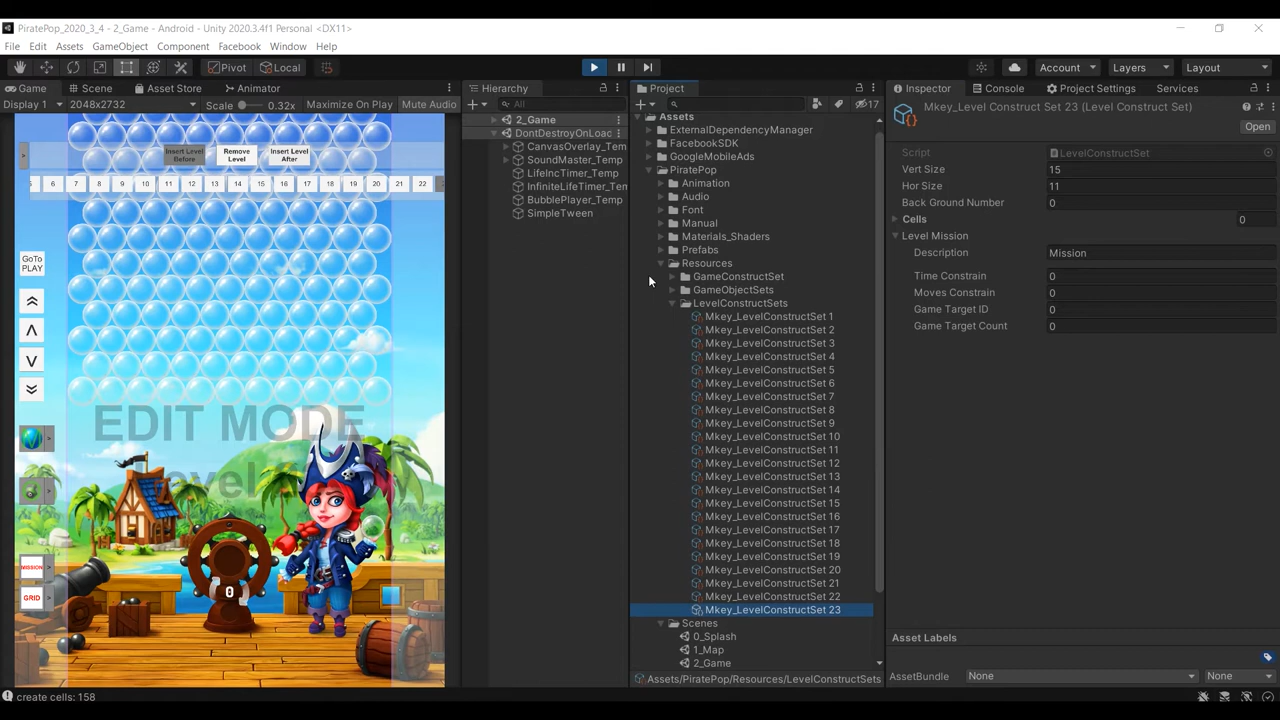 PiratePop_2020_3_4 - 2_Game - Android - Unity 2020.3.4f1 Personal <DX11>
File Edit Assets GameObject Component Facebook Window Help
Pivot Local Account Layers Layout
Game Scene Asset Store Animator
Display 1 2048x2732 Scale 0.32x Maximize On Play Mute Audio
Insert Level Before
Remove Level
Insert Level After
6 7 8 9 10 11 12 13 14 15 16 17 18 19 20 21 22
GoTo PLAY
EDIT MODE
MISSION
GRID
0
create cells: 158
Hierarchy
All
2_Game
DontDestroyOnLoad
CanvasOverlay_Tem
SoundMaster_Temp
LifeIncTimer_Temp
InfiniteLifeTimer_Ten
BubblePlayer_Temp
SimpleTween
Project
17
Assets
ExternalDependencyManager
FacebookSDK
GoogleMobileAds
PiratePop
Animation
Audio
Font
Manual
Materials_Shaders
Prefabs
Resources
GameConstructSet
GameObjectSets
LevelConstructSets
Mkey_LevelConstructSet 1
Mkey_LevelConstructSet 2
Mkey_LevelConstructSet 3
Mkey_LevelConstructSet 4
Mkey_LevelConstructSet 5
Mkey_LevelConstructSet 6
Mkey_LevelConstructSet 7
Mkey_LevelConstructSet 8
Mkey_LevelConstructSet 9
Mkey_LevelConstructSet 10
Mkey_LevelConstructSet 11
Mkey_LevelConstructSet 12
Mkey_LevelConstructSet 13
Mkey_LevelConstructSet 14
Mkey_LevelConstructSet 15
Mkey_LevelConstructSet 16
Mkey_LevelConstructSet 17
Mkey_LevelConstructSet 18
Mkey_LevelConstructSet 19
Mkey_LevelConstructSet 20
Mkey_LevelConstructSet 21
Mkey_LevelConstructSet 22
Mkey_LevelConstructSet 23
Scenes
0_Splash
1_Map
2_Game
Assets/PiratePop/Resources/LevelConstructSets
Inspector Console Project Settings Services
Mkey_Level Construct Set 23 (Level Construct Set)
Open
Script LevelConstructSet
Vert Size 15
Hor Size 11
Back Ground Number 0
Cells 0
Level Mission
Description Mission
Time Constrain 0
Moves Constrain 0
Game Target ID 0
Game Target Count 0
Asset Labels
AssetBundle None None